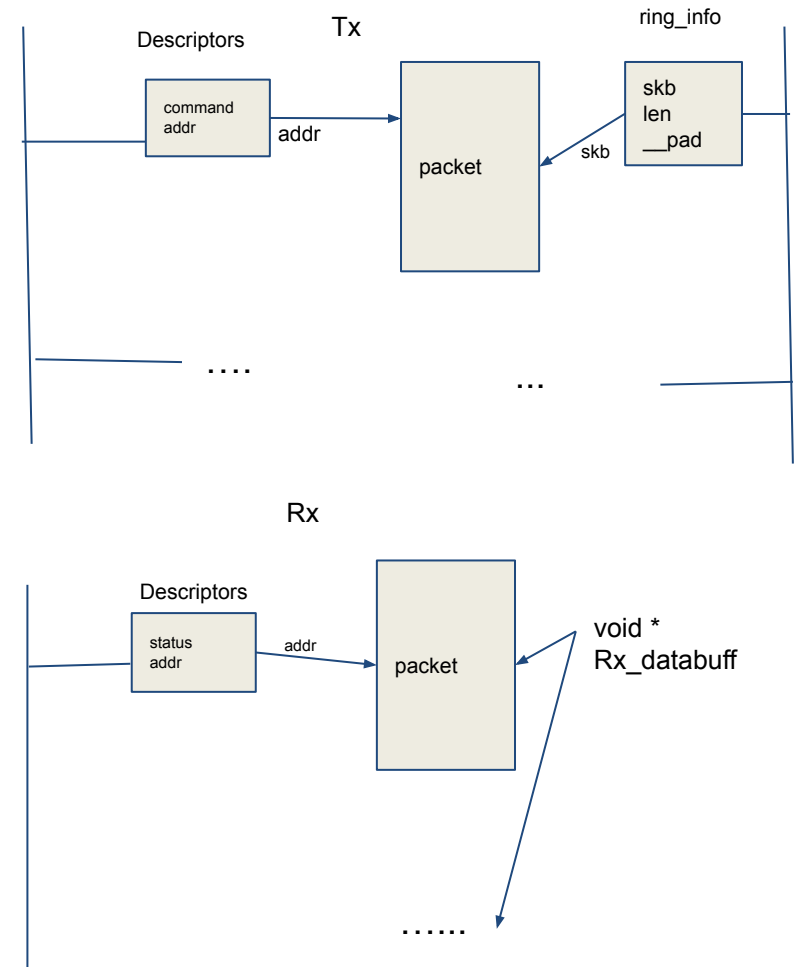 Tx
ring_info
Descriptors
command
addr
addr
packet
skb
skb
len
__pad
....
...
Rx
Descriptors
status
addr
addr
packet
void *
Rx_databuff
......